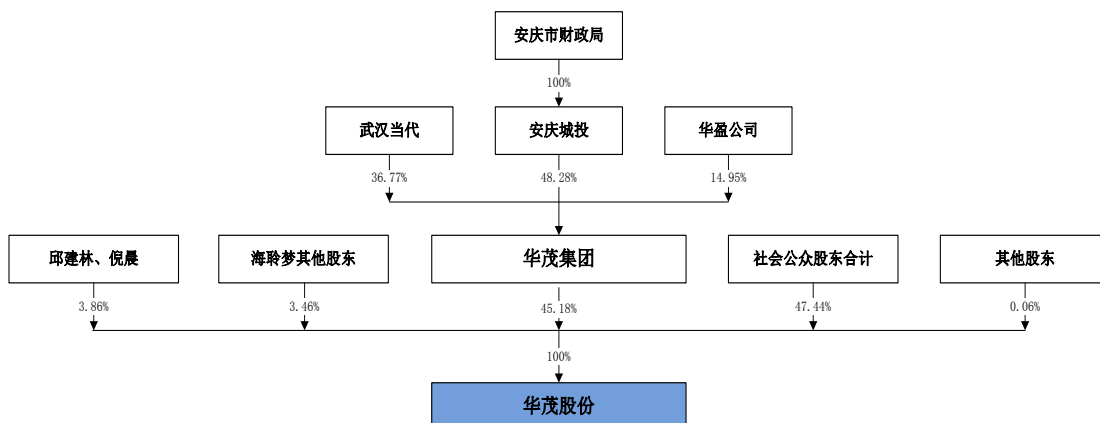 安庆市财政局
100%
武汉当代
安庆城投
华盈公司
36.77%
48.28%
14.95%
邱建林、倪晨
海聆梦其他股东
华茂集团
社会公众股东合计
其他股东
3.86%
3.46%
45.18%
47.44%
0.06%
100%
华茂股份